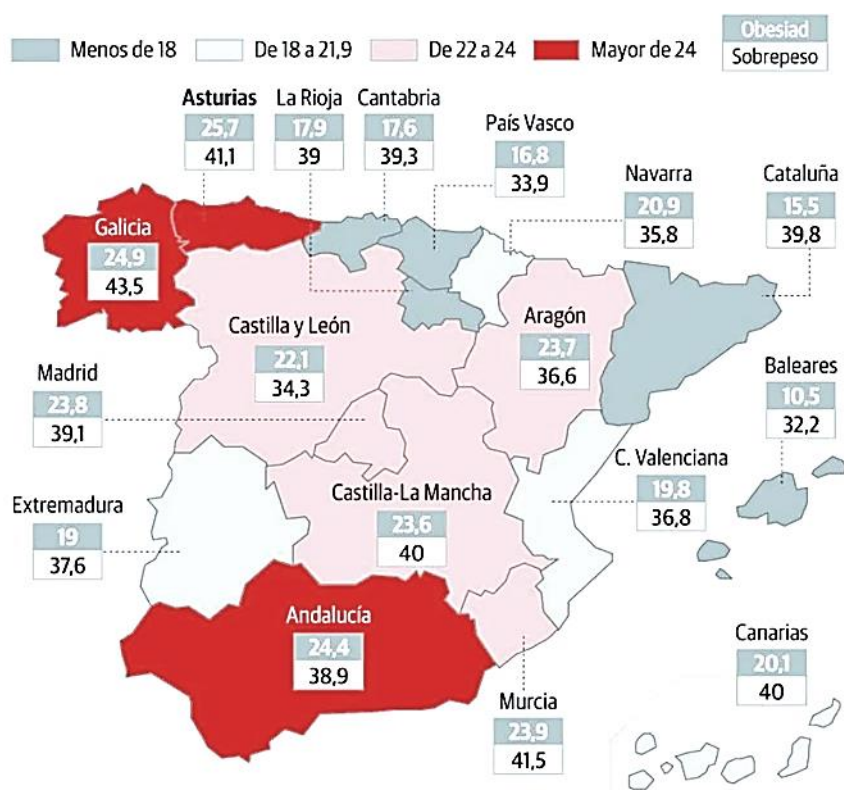 Menos de 18
De 18 a 21,9
De 22 a 24
Mayor de 24
Obesiad
Sobrepeso
Asturias
25,7
41,1
La Rioja
17,9
39
Cantabria
17,6
39,3
País Vasco
16,8
33,9
Navarra
20,9
35,8
Cataluña
15,5
39,8
Galicia
24,9
43,5
Castilla y León
22,1
34,3
Aragón
23,7
36,6
Madrid
23,8
39,1
Baleares
10,5
32,2
C. Valenciana
19,8
36,8
Extremadura
19
37,6
Castilla-La Mancha
23,6
40
Andalucía
24,4
38,9
Murcia
23,9
41,5
Canarias
20,1
40